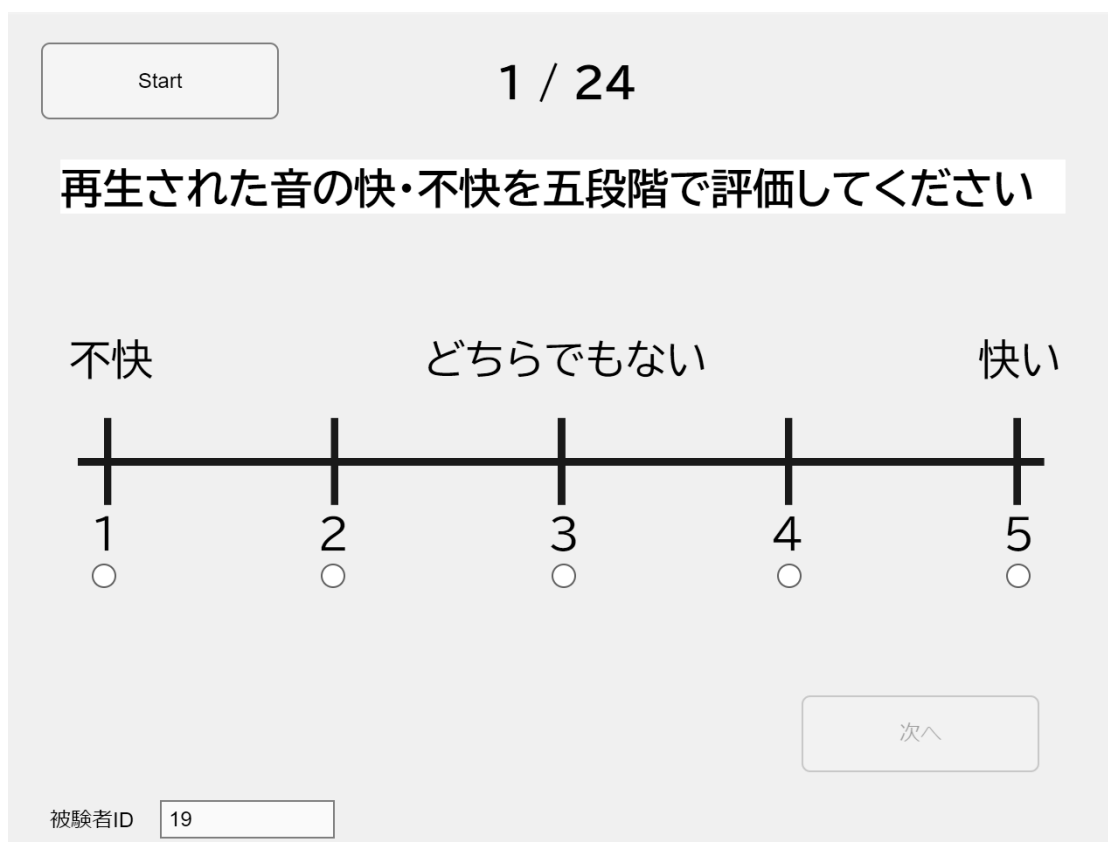 Start
1 / 24
再生された音の快・不快を五段階で評価してください
不快 どちらでもない 快い
1 2 3 4 5
次へ
被験者ID 19